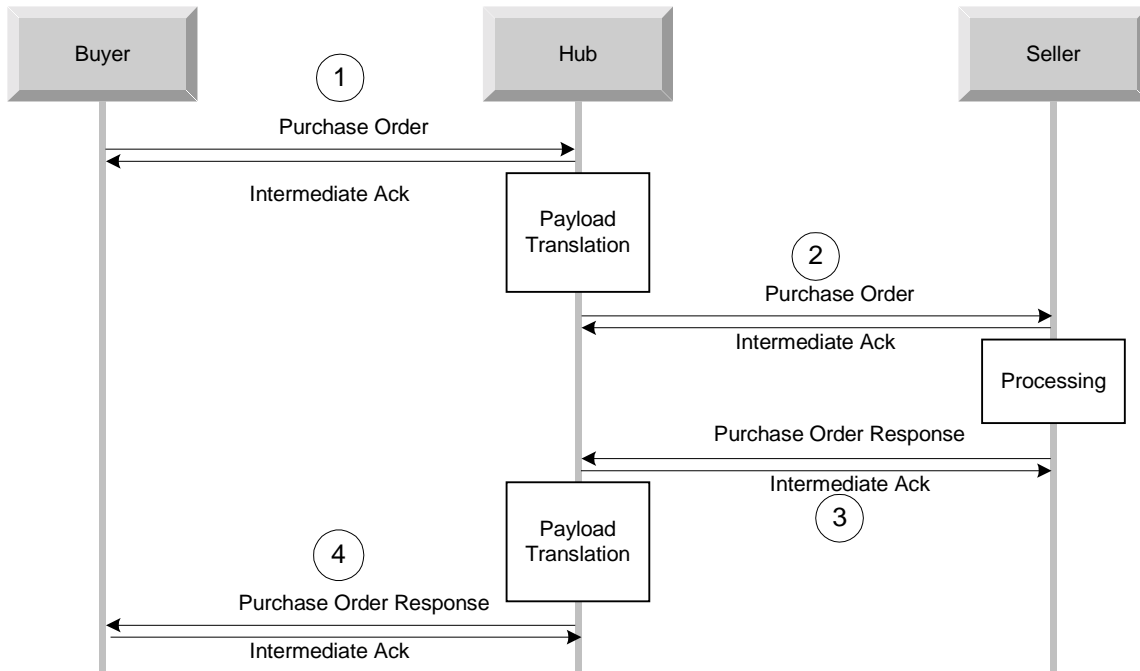 Buyer
Hub
Seller
1
Purchase Order
Intermediate Ack
Payload
Translation
2
Purchase Order
Intermediate Ack
Processing
Purchase Order Response
Intermediate Ack
3
Payload
Translation
4
Purchase Order Response
Intermediate Ack